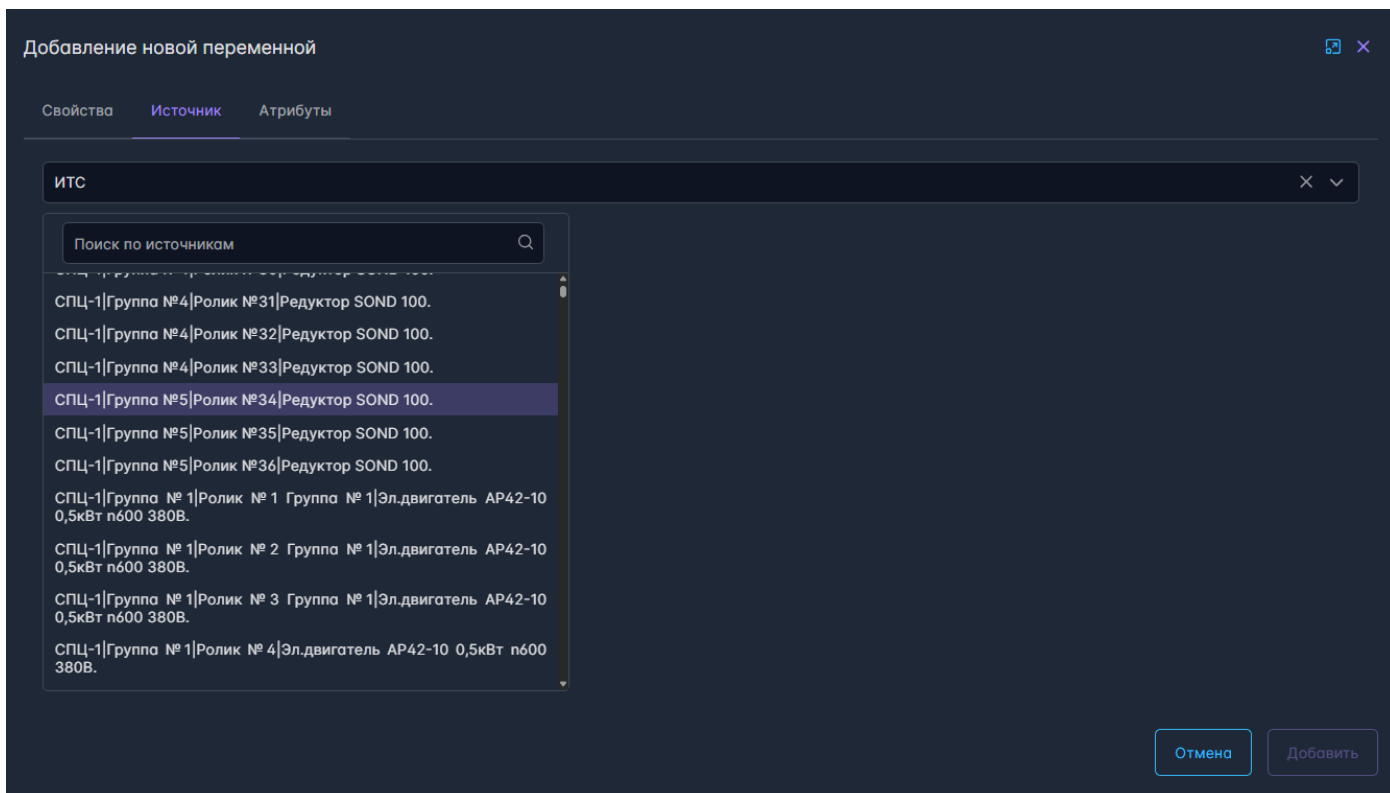 Добавление новой переменной
Свойства Источник Атрибуты
ИТС
Поиск по источникам
СПЦ-1|Группа №4|Ролик №31|Редуктор SOND 100.
СПЦ-1|Группа №4|Ролик №32|Редуктор SOND 100.
СПЦ-1|Группа №4|Ролик №33|Редуктор SOND 100.
СПЦ-1|Группа №5|Ролик №34|Редуктор SOND 100.
СПЦ-1|Группа №5|Ролик №35|Редуктор SOND 100.
СПЦ-1|Группа №5|Ролик №36|Редуктор SOND 100.
СПЦ-1|Группа № 1|Ролик № 1 Группа № 1|Эл.двигатель АР42-10
0,5кВт n600 380В.
СПЦ-1|Группа № 1|Ролик № 2 Группа № 1|Эл.двигатель АР42-10
0,5кВт n600 380В.
СПЦ-1|Группа № 1|Ролик № 3 Группа № 1|Эл.двигатель АР42-10
0,5кВт n600 380В.
СПЦ-1|Группа № 1|Ролик № 4|Эл.двигатель АР42-10 0,5кВт n600
380В.
Отмена Добавить